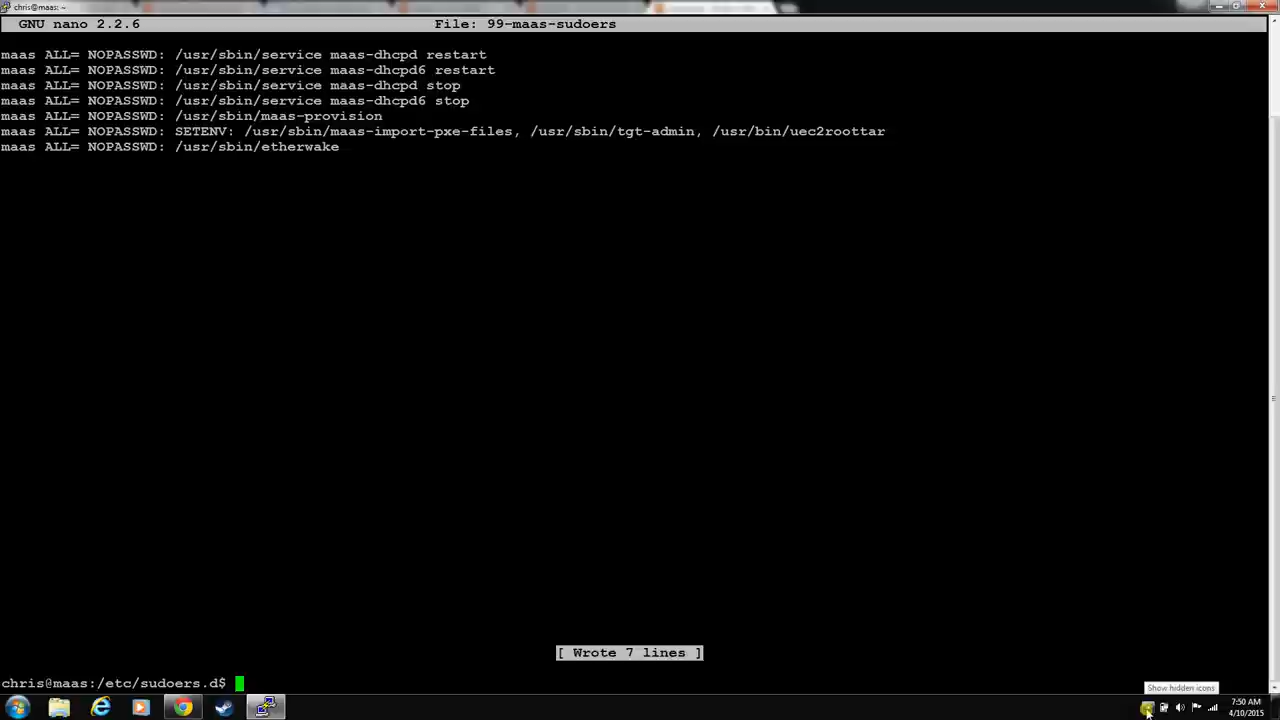 chris@maas: ~
GNU nano 2.2.6 File: 99-maas-sudoers
maas ALL= NOPASSWD: /usr/sbin/service maas-dhcpd restart
maas ALL= NOPASSWD: /usr/sbin/service maas-dhcpd6 restart
maas ALL= NOPASSWD: /usr/sbin/service maas-dhcpd stop
maas ALL= NOPASSWD: /usr/sbin/service maas-dhcpd6 stop
maas ALL= NOPASSWD: /usr/sbin/maas-provision
maas ALL= NOPASSWD: SETENV: /usr/sbin/maas-import-pxe-files, /usr/sbin/tgt-admin, /usr/bin/uec2roottar
maas ALL= NOPASSWD: /usr/sbin/etherwake
[ Wrote 7 lines ]
chris@maas:/etc/sudoers.d$
Show hidden icons
7:50 AM
4/10/2015